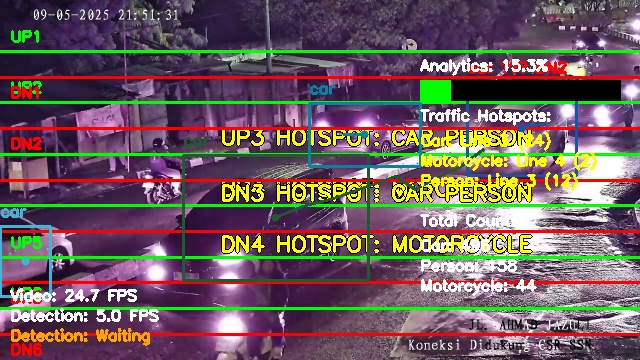 09-05-2025 21:51:31
UP1
Analytics: 15.3%
DN1
car
Traffic Hotspots:
DN2
UP3 HOTSPOT: CAR PERSON
Motorcycle: Line 4 (2)
Person: Line 3 (12)
DN3 HOTSPOT: CAR PERSON
car
Total Count
UP5
DN4 HOTSPOT: MOTORCYCLE
Person: 458
Motorcycle: 44
Video: 24.7 FPS
Detection: 5.0 FPS
Detection: Waiting
DN6
JL. AHMAD YAZULI
Koneksi Didukung CSR SSN